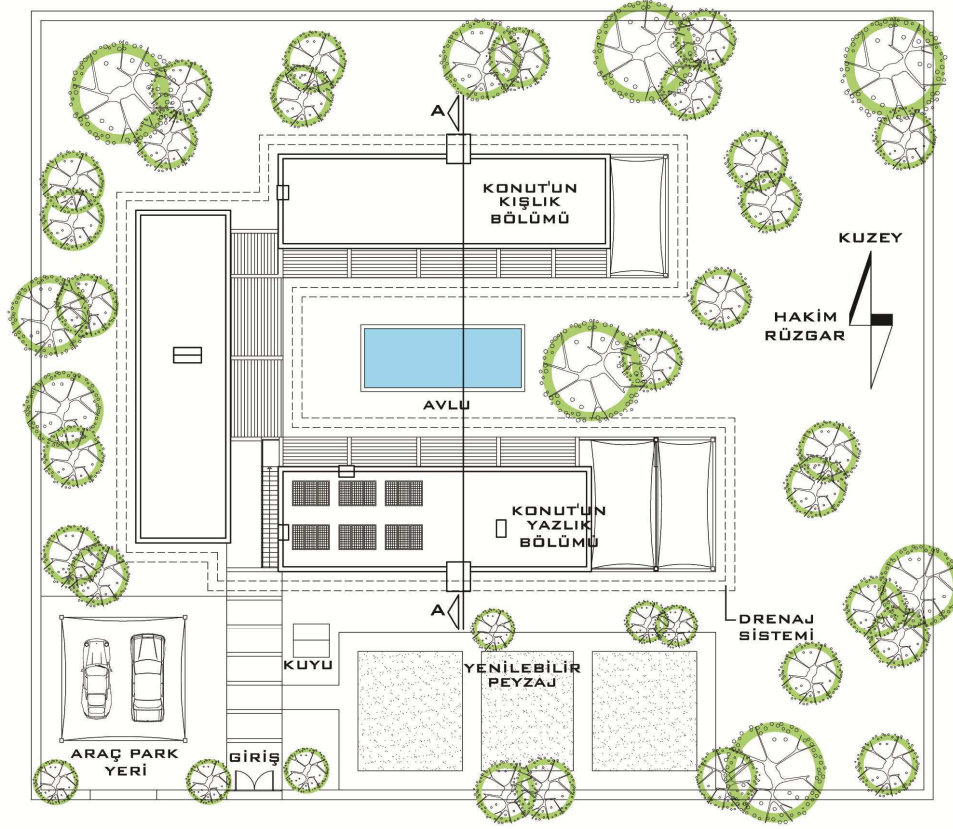 A
KONUT'UN
KIŞLIK
BÖLÜMÜ
KUZEY
HAKİM
RÜZGAR
AVLU
KONUT'UN
YAZLIK
BÖLÜMÜ
A
DRENAJ
SİSTEMİ
KUYU
YENİLEBİLİR
PEYZAJ
ARAÇ PARK
YERİ
GİRİŞ